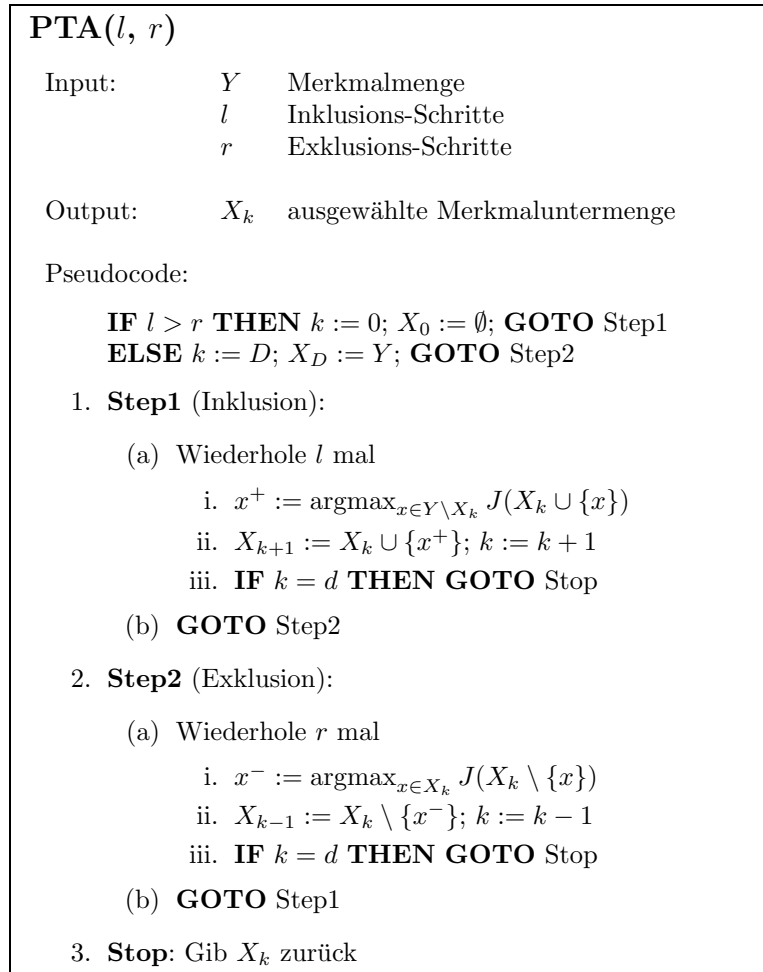 PTA(l, r)
Input: Y Merkmalmenge
l Inklusions-Schritte
r Exklusions-Schritte
Output: X_k ausgewählte Merkmaluntermenge
Pseudocode:
IF l > r THEN k := 0; X_0 := ∅; GOTO Step1
ELSE k := D; X_D := Y; GOTO Step2
1. Step1 (Inklusion):
(a) Wiederhole l mal
i. x^+ := argmax_{x∈Y\X_k} J(X_k ∪ {x})
ii. X_{k+1} := X_k ∪ {x^+}; k := k + 1
iii. IF k = d THEN GOTO Stop
(b) GOTO Step2
2. Step2 (Exklusion):
(a) Wiederhole r mal
i. x^− := argmax_{x∈X_k} J(X_k \ {x})
ii. X_{k−1} := X_k \ {x^−}; k := k − 1
iii. IF k = d THEN GOTO Stop
(b) GOTO Step1
3. Stop: Gib X_k zurück